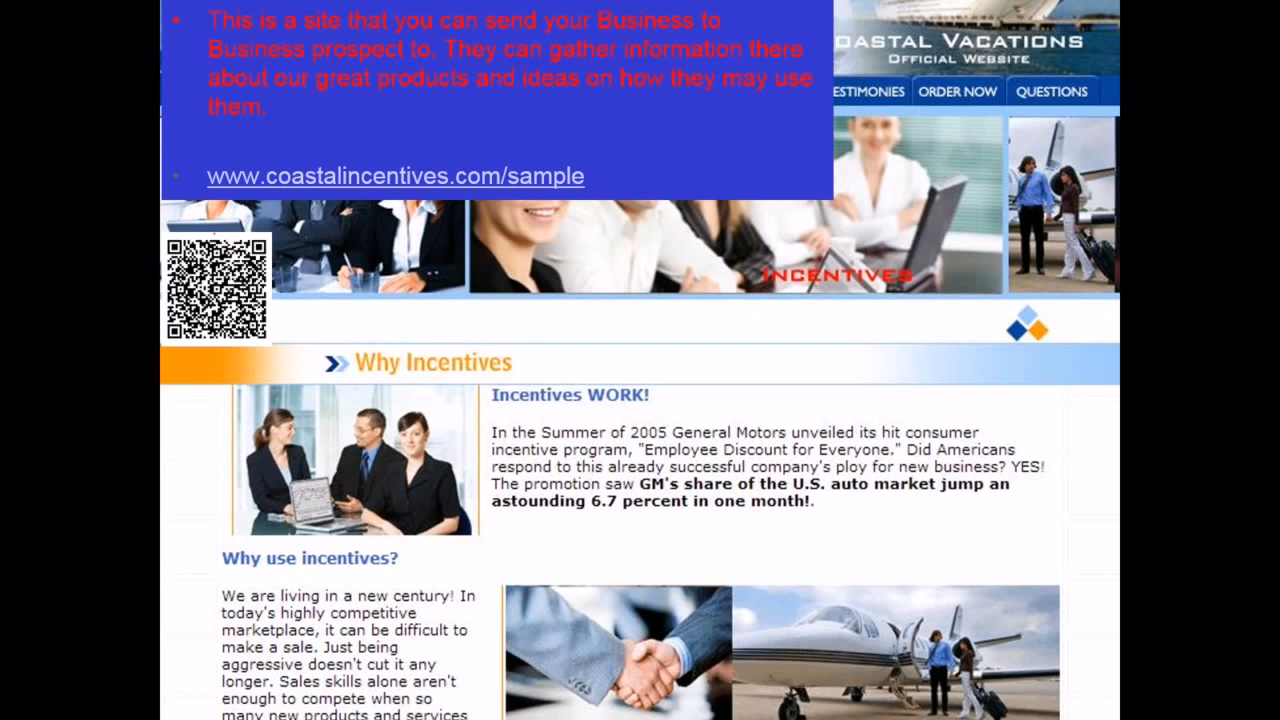 • This is a site that you can send your Business to
Business prospect to. They can gather information there
about our great products and ideas on how they may use
them.
• www.coastalincentives.com/sample
OASTAL VACATIONS
OFFICIAL WEBSITE
ESTIMONIES ORDER NOW QUESTIONS
INCENTIVES
Why Incentives
Incentives WORK!
In the Summer of 2005 General Motors unveiled its hit consumer
incentive program, "Employee Discount for Everyone." Did Americans
respond to this already successful company's ploy for new business? YES!
The promotion saw GM's share of the U.S. auto market jump an
astounding 6.7 percent in one month!.
Why use incentives?
We are living in a new century! In
today's highly competitive
marketplace, it can be difficult to
make a sale. Just being
aggressive doesn't cut it any
longer. Sales skills alone aren't
enough to compete when so
many new products and services